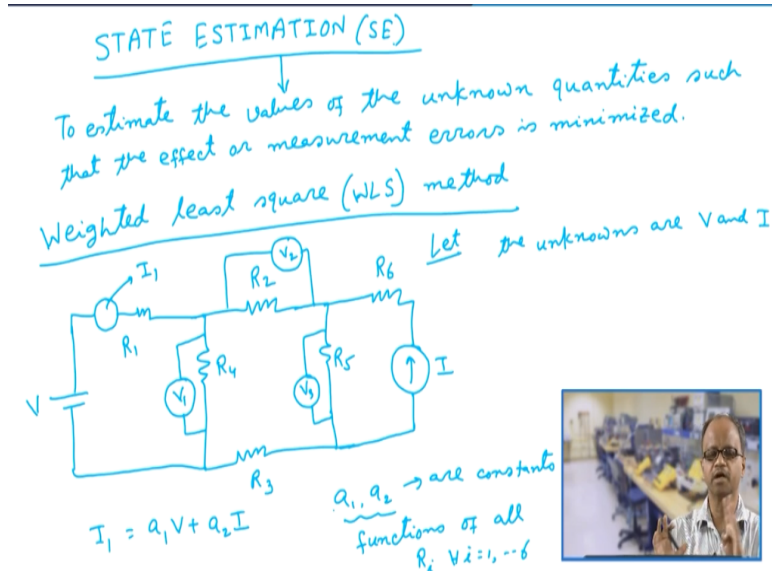 STATE ESTIMATION (SE)
To estimate the values of the unknown quantities such
that the effect or measurement errors is minimized.
Weighted least square (WLS) method
Let the unknowns are V and I
I1
R1
R2
V2
R6
V
V1
R4
V3
R5
I
R3
I1 = a1V + a2I
a1, a2 → are constants
functions of all
Ri ∀i=1, --6